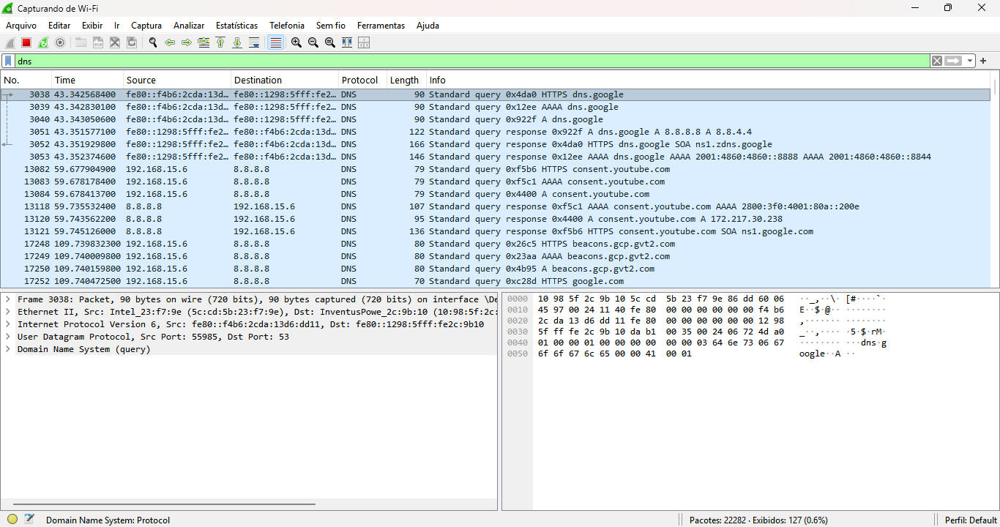 Capturando de Wi-Fi
Arquivo Editar Exibir Ir Captura Analizar Estatísticas Telefonia Sem fio Ferramentas Ajuda
dns
No. Time Source Destination Protocol Length Info
3038 43.342568400 fe80::f4b6:2cda:13d… fe80::1298:5fff:fe2… DNS 90 Standard query 0x4da0 HTTPS dns.google
3039 43.342830100 fe80::f4b6:2cda:13d… fe80::1298:5fff:fe2… DNS 90 Standard query 0x12ee AAAA dns.google
3040 43.343050600 fe80::f4b6:2cda:13d… fe80::1298:5fff:fe2… DNS 90 Standard query 0x922f A dns.google
3051 43.351577100 fe80::1298:5fff:fe2… fe80::f4b6:2cda:13d… DNS 122 Standard query response 0x922f A dns.google A 8.8.8.8 A 8.8.4.4
3052 43.351929800 fe80::1298:5fff:fe2… fe80::f4b6:2cda:13d… DNS 166 Standard query response 0x4da0 HTTPS dns.google SOA ns1.zdns.google
3053 43.352374600 fe80::1298:5fff:fe2… fe80::f4b6:2cda:13d… DNS 146 Standard query response 0x12ee AAAA dns.google AAAA 2001:4860:4860::8888 AAAA 2001:4860:4860::8844
13082 59.677904900 192.168.15.6 8.8.8.8 DNS 79 Standard query 0xf5b6 HTTPS consent.youtube.com
13083 59.678178400 192.168.15.6 8.8.8.8 DNS 79 Standard query 0xf5c1 AAAA consent.youtube.com
13084 59.678413700 192.168.15.6 8.8.8.8 DNS 79 Standard query 0x4400 A consent.youtube.com
13118 59.735532400 8.8.8.8 192.168.15.6 DNS 107 Standard query response 0xf5c1 AAAA consent.youtube.com AAAA 2800:3f0:4001:80a::200e
13120 59.743562200 8.8.8.8 192.168.15.6 DNS 95 Standard query response 0x4400 A consent.youtube.com A 172.217.30.238
13121 59.745126000 8.8.8.8 192.168.15.6 DNS 136 Standard query response 0xf5b6 HTTPS consent.youtube.com SOA ns1.google.com
17248 109.739832300 192.168.15.6 8.8.8.8 DNS 80 Standard query 0x26c5 HTTPS beacons.gcp.gvt2.com
17249 109.740009800 192.168.15.6 8.8.8.8 DNS 80 Standard query 0x23aa AAAA beacons.gcp.gvt2.com
17250 109.740159800 192.168.15.6 8.8.8.8 DNS 80 Standard query 0x4b95 A beacons.gcp.gvt2.com
17252 109.740472500 192.168.15.6 8.8.8.8 DNS 70 Standard query 0xc28d HTTPS google.com
Frame 3038: Packet, 90 bytes on wire (720 bits), 90 bytes captured (720 bits) on interface \De
Ethernet II, Src: Intel_23:f7:9e (5c:cd:5b:23:f7:9e), Dst: InventusPowe_2c:9b:10 (10:98:5f:2c:
Internet Protocol Version 6, Src: fe80::f4b6:2cda:13d6:dd11, Dst: fe80::1298:5fff:fe2c:9b10
User Datagram Protocol, Src Port: 55985, Dst Port: 53
Domain Name System (query)
0000 10 98 5f 2c 9b 10 5c cd 5b 23 f7 9e 86 dd 60 06 ··_,··\· [#····`·
0010 45 97 00 24 11 40 fe 80 00 00 00 00 00 00 f4 b6 E··$·@·· ········
0020 2c da 13 d6 dd 11 fe 80 00 00 00 00 00 00 12 98 ,······· ········
0030 5f ff fe 2c 9b 10 da b1 00 35 00 24 06 72 4d a0 _··,···· ·5·$·rM·
0040 01 00 00 01 00 00 00 00 00 00 03 64 6e 73 06 67 ········ ···dns·g
0050 6f 6f 67 6c 65 00 00 41 00 01 oogle··A ··
Domain Name System: Protocol
Pacotes: 22282 · Exibidos: 127 (0.6%)
Perfil: Default